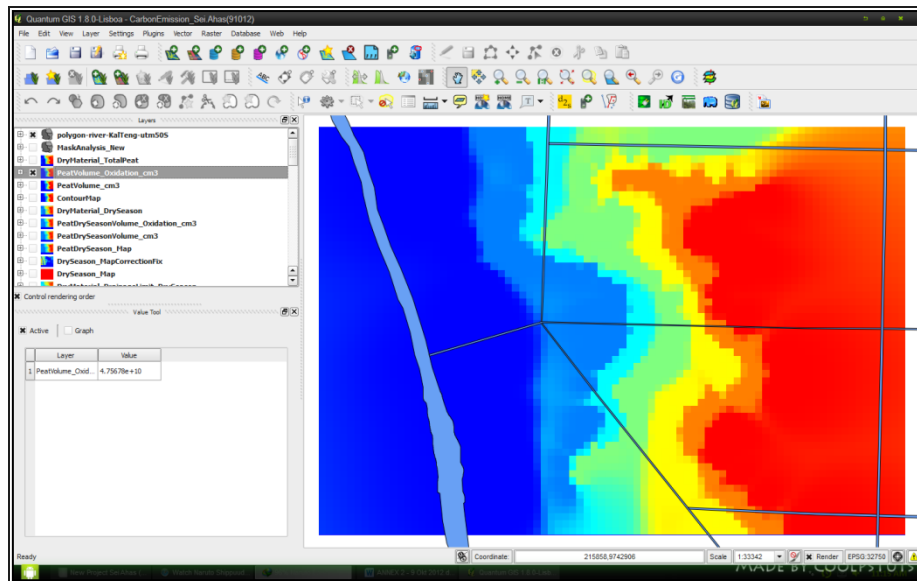 Quantum GIS 1.8.0-Lisboa - CarbonEmission_Sei.Ahas(91012)
File Edit View Layer Settings Plugins Vector Raster Database Web Help
Layers
polygon-river-KalTeng-utm50S
MaskAnalysis_New
DryMaterial_TotalPeat
PeatVolume_Oxidation_cm3
PeatVolume_cm3
ContourMap
DryMaterial_DrySeason
PeatDrySeasonVolume_Oxidation_cm3
PeatDrySeasonVolume_cm3
PeatDrySeason_Map
DrySeason_MapCorrectionFix
DrySeason_Map
Control rendering order
Value Tool
Active Graph
Layer Value
1 PeatVolume_Oxid... 4.75678e+10
Ready Coordinate 215858,9742906 Scale 1:33342 Render EPSG:32750
MADE BY COOLPSTUTS